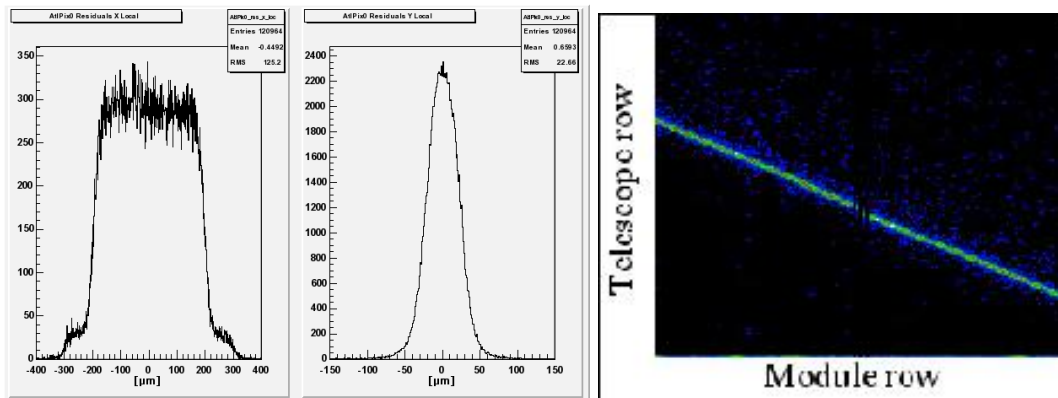 AtlPix0 Residuals X Local
AtlPix0_res_x_loc
Entries 120964
Mean -0.4492
RMS 125.2
350
300
250
200
150
100
50
0
-400 -300 -200 -100 0 100 200 300 400
[µm]
AtlPix0 Residuals Y Local
AtlPix0_res_y_loc
Entries 120964
Mean 0.6593
RMS 22.66
2400
2200
2000
1800
1600
1400
1200
1000
800
600
400
200
0
-150 -100 -50 0 50 100 150
[µm]
Telescope row
Module row